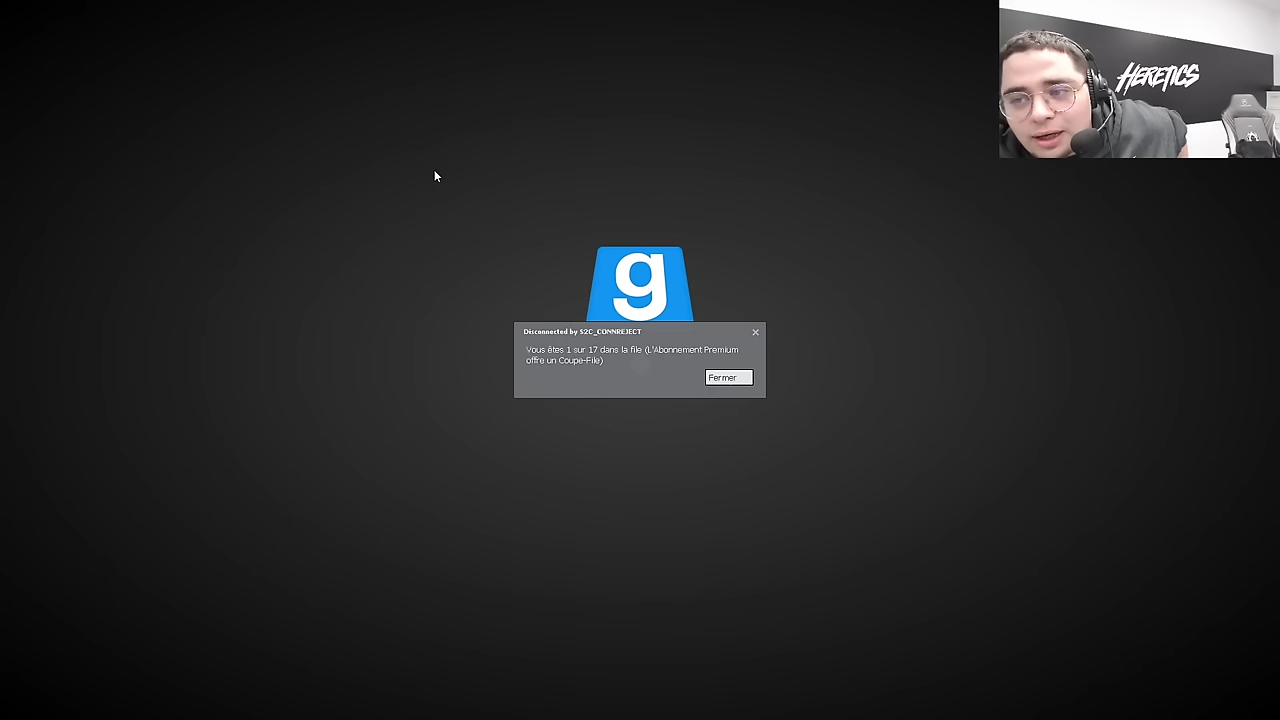 HERETICS
g
Disconnected by S2C_CONNREJECT
Vous êtes 1 sur 17 dans la file (L'Abonnement Premium
offre un Coupe-File)
Fermer